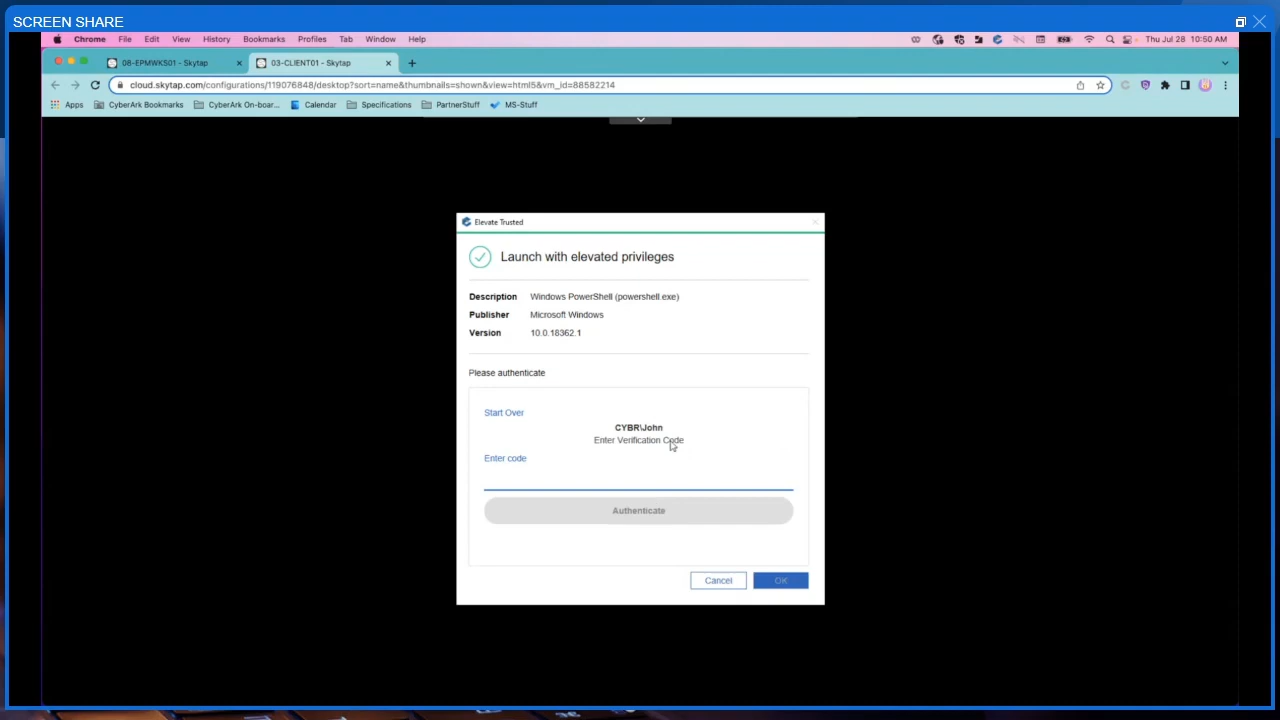 SCREEN SHARE
Chrome File Edit View History Bookmarks Profiles Tab Window Help Thu Jul 28 10:50 AM
08-EPMWKS01 - Skytap 03-CLIENT01 - Skytap
cloud.skytap.com/configurations/119076848/desktop?sort=name&thumbnails=shown&view=html5&vm_id=88582214
Apps CyberArk Bookmarks CyberArk On-boar... Calendar Specifications PartnerStuff MS-Stuff
Elevate Trusted
Launch with elevated privileges
Description Windows PowerShell (powershell.exe)
Publisher Microsoft Windows
Version 10.0.18362.1
Please authenticate
Start Over
CYBR\John
Enter Verification Code
Enter code
Authenticate
Cancel OK